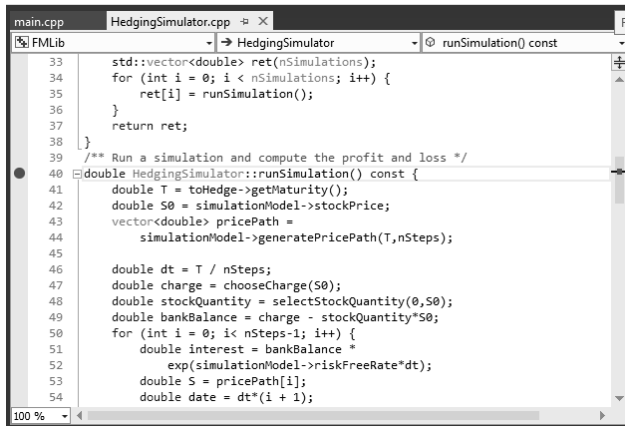 main.cpp HedgingSimulator.cpp
FMLib HedgingSimulator runSimulation() const
33 std::vector<double> ret(nSimulations);
34 for (int i = 0; i < nSimulations; i++) {
35 ret[i] = runSimulation();
36 }
37 return ret;
38 }
39 /** Run a simulation and compute the profit and loss */
40 double HedgingSimulator::runSimulation() const {
41 double T = toHedge->getMaturity();
42 double S0 = simulationModel->stockPrice;
43 vector<double> pricePath =
44 simulationModel->generatePricePath(T,nSteps);
45
46 double dt = T / nSteps;
47 double charge = chooseCharge(S0);
48 double stockQuantity = selectStockQuantity(0,S0);
49 double bankBalance = charge - stockQuantity*S0;
50 for (int i = 0; i< nSteps-1; i++) {
51 double interest = bankBalance *
52 exp(simulationModel->riskFreeRate*dt);
53 double S = pricePath[i];
54 double date = dt*(i + 1);
100 %